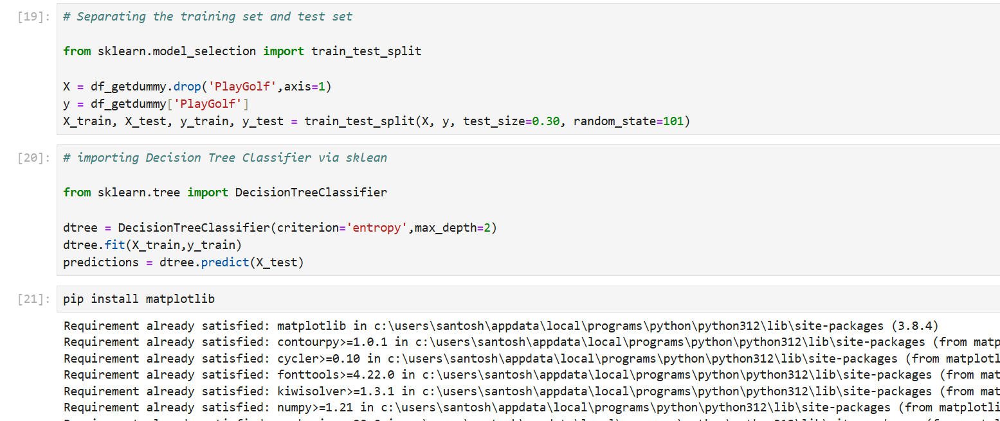 [19]: # Separating the training set and test set
from sklearn.model_selection import train_test_split
X = df_getdummy.drop('PlayGolf',axis=1)
y = df_getdummy['PlayGolf']
X_train, X_test, y_train, y_test = train_test_split(X, y, test_size=0.30, random_state=101)
[20]: # importing Decision Tree Classifier via sklean
from sklearn.tree import DecisionTreeClassifier
dtree = DecisionTreeClassifier(criterion='entropy',max_depth=2)
dtree.fit(X_train,y_train)
predictions = dtree.predict(X_test)
[21]: pip install matplotlib
Requirement already satisfied: matplotlib in c:\users\santosh\appdata\local\programs\python\python312\lib\site-packages (3.8.4)
Requirement already satisfied: contourpy>=1.0.1 in c:\users\santosh\appdata\local\programs\python\python312\lib\site-packages (from matp
Requirement already satisfied: cycler>=0.10 in c:\users\santosh\appdata\local\programs\python\python312\lib\site-packages (from matplotl
Requirement already satisfied: fonttools>=4.22.0 in c:\users\santosh\appdata\local\programs\python\python312\lib\site-packages (from mat
Requirement already satisfied: kiwisolver>=1.3.1 in c:\users\santosh\appdata\local\programs\python\python312\lib\site-packages (from mat
Requirement already satisfied: numpy>=1.21 in c:\users\santosh\appdata\local\programs\python\python312\lib\site-packages (from matplotli